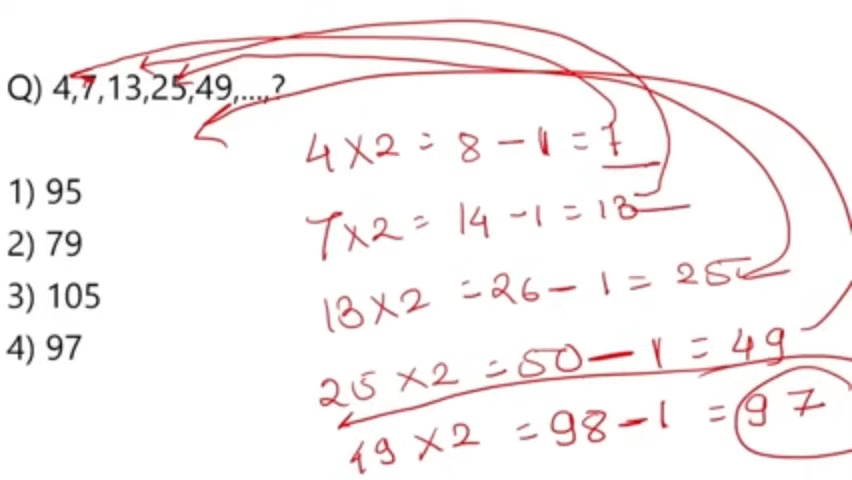 Q) 4,7,13,25,49,...,?
4×2 = 8 - 1 = 7
1) 95
7×2 = 14 - 1 = 13
2) 79
13×2 = 26 - 1 = 25
3) 105
4) 97
25×2 = 50 - 1 = 49
49×2 = 98 - 1 = 97